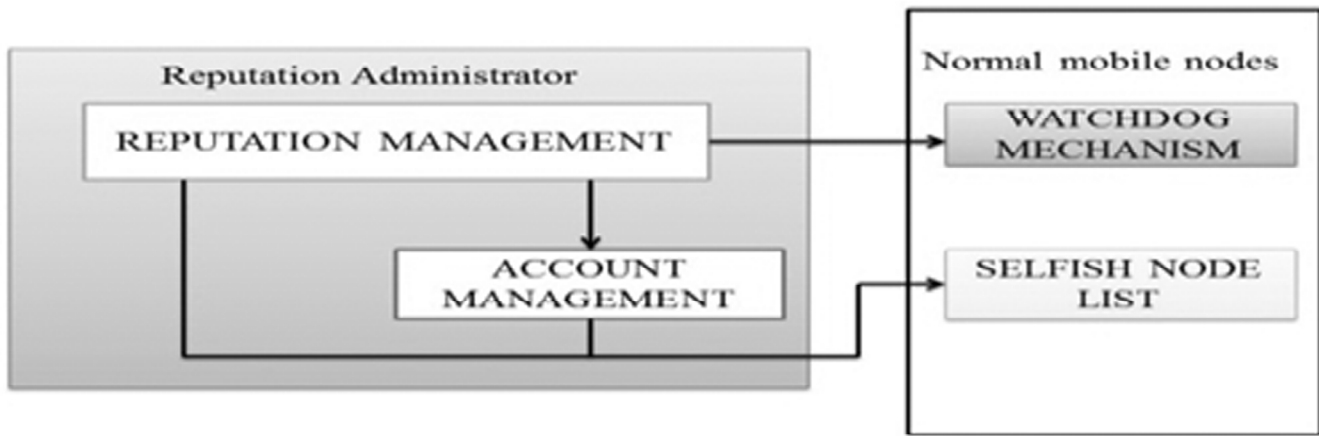 Reputation Administrator
REPUTATION MANAGEMENT
ACCOUNT
MANAGEMENT
Normal mobile nodes
WATCHDOG
MECHANISM
SELFISH NODE
LIST